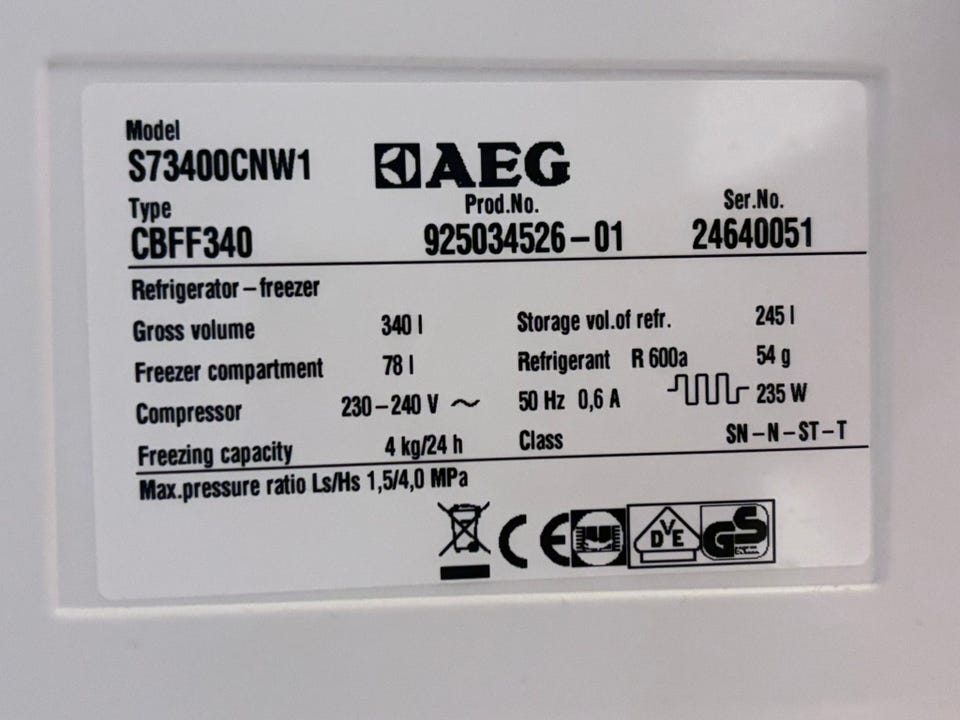 Model
S73400CNW1
AEG
Type
Prod.No.
Ser.No.
CBFF340
925034526-01
24640051
Refrigerator-freezer
Gross volume 340 l
Storage vol.of refr. 245 l
Freezer compartment 78 l
Refrigerant R 600a 54 g
Compressor 230-240 V ~
50 Hz 0,6 A 235 W
Freezing capacity 4 kg/24 h
Class SN-N-ST-T
Max.pressure ratio Ls/Hs 1,5/4,0 MPa
CE
VDE
GS